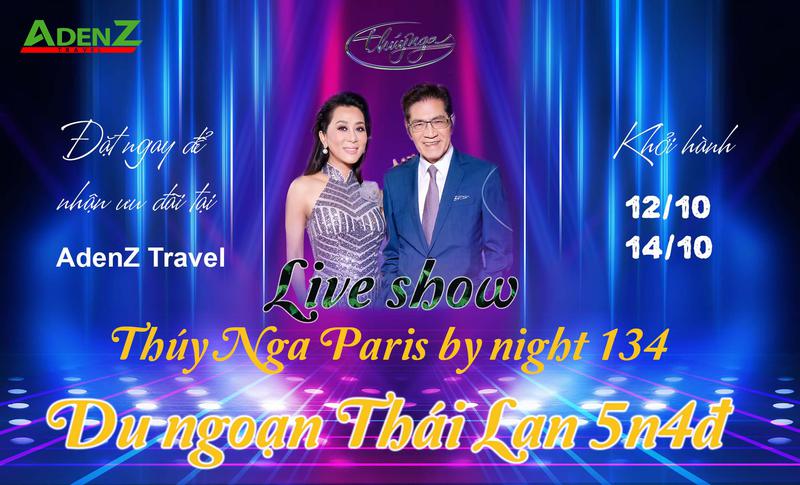 ADENZ
TRAVEL
thúynga
Đặt ngay để
nhận ưu đãi tại
AdenZ Travel
Khởi hành
12/10
14/10
Live show
Thúy Nga Paris by night 134
Du ngoạn Thái Lan 5n4đ